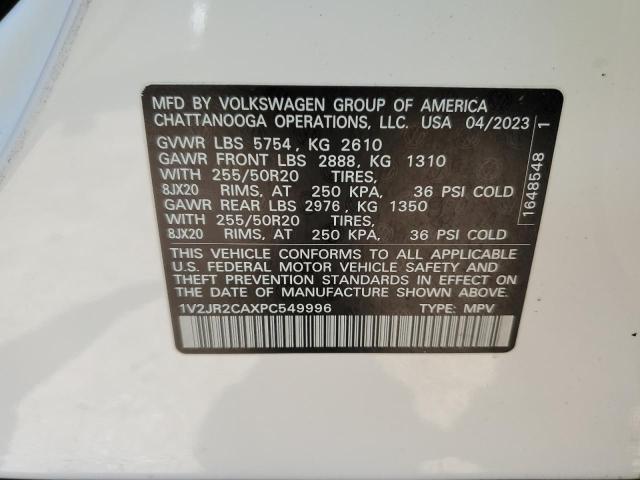 MFD BY VOLKSWAGEN GROUP OF AMERICA
CHATTANOOGA OPERATIONS, LLC. USA 04/2023
GVWR LBS 5754, KG 2610
GAWR FRONT LBS 2888, KG 1310
WITH 255/50R20 TIRES,
8JX20 RIMS, AT 250 KPA, 36 PSI COLD
GAWR REAR LBS 2976, KG 1350
WITH 255/50R20 TIRES,
8JX20 RIMS, AT 250 KPA, 36 PSI COLD
THIS VEHICLE CONFORMS TO ALL APPLICABLE
U.S. FEDERAL MOTOR VEHICLE SAFETY AND
THEFT PREVENTION STANDARDS IN EFFECT ON
THE DATE OF MANUFACTURE SHOWN ABOVE.
1V2JR2CAXPC549996 TYPE: MPV
1648548 1